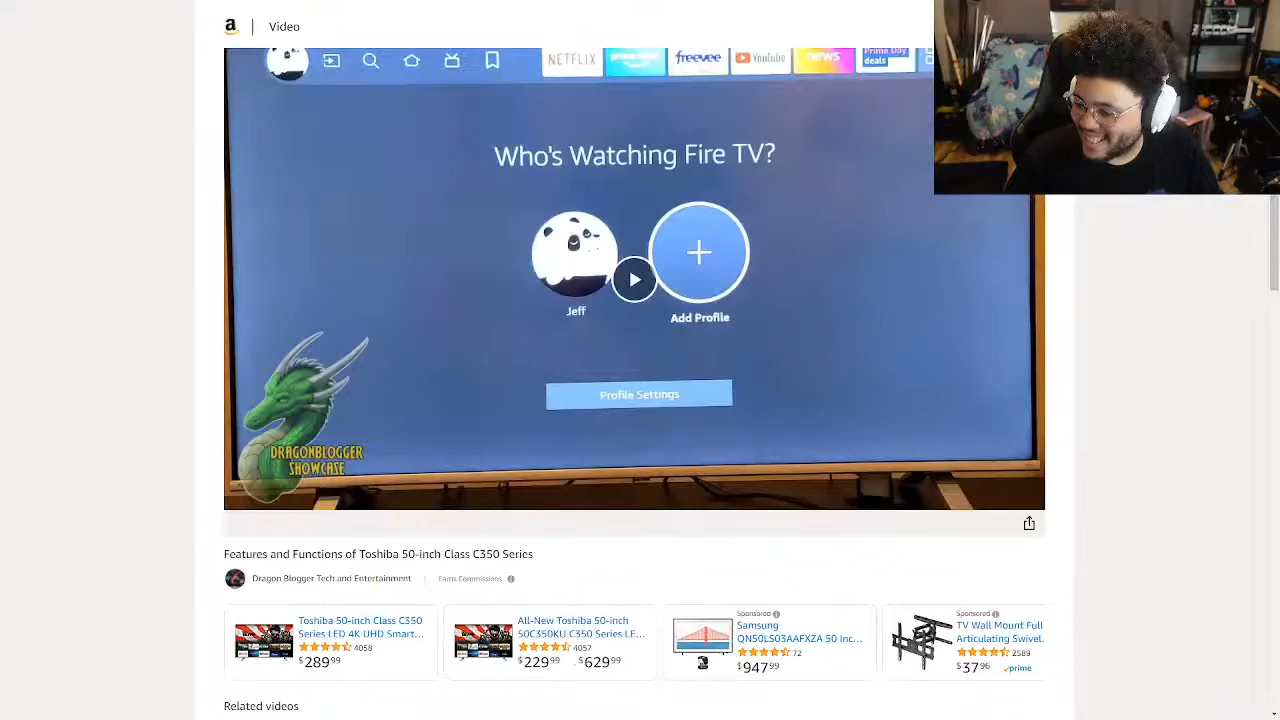 a
Video
NETFLIX
freevee
YouTube
news
Prime Day
deals
Who's Watching Fire TV?
Jeff
Add Profile
Profile Settings
DRAGONBLOGGER
SHOWCASE
Features and Functions of Toshiba 50-inch Class C350 Series
Dragon Blogger Tech and Entertainment
Earns Commissions
Toshiba 50-inch Class C350
Series LED 4K UHD Smart...
4058
$289.99
All-New Toshiba 50-inch
50C350KU C350 Series LE...
4057
$229.99 - $629.99
Sponsored
Samsung
QN50LS03AAFXZA 50 Inc...
72
$947.99
Sponsored
TV Wall Mount Full
Articulating Swivel.
2589
$37.96
prime
Related videos